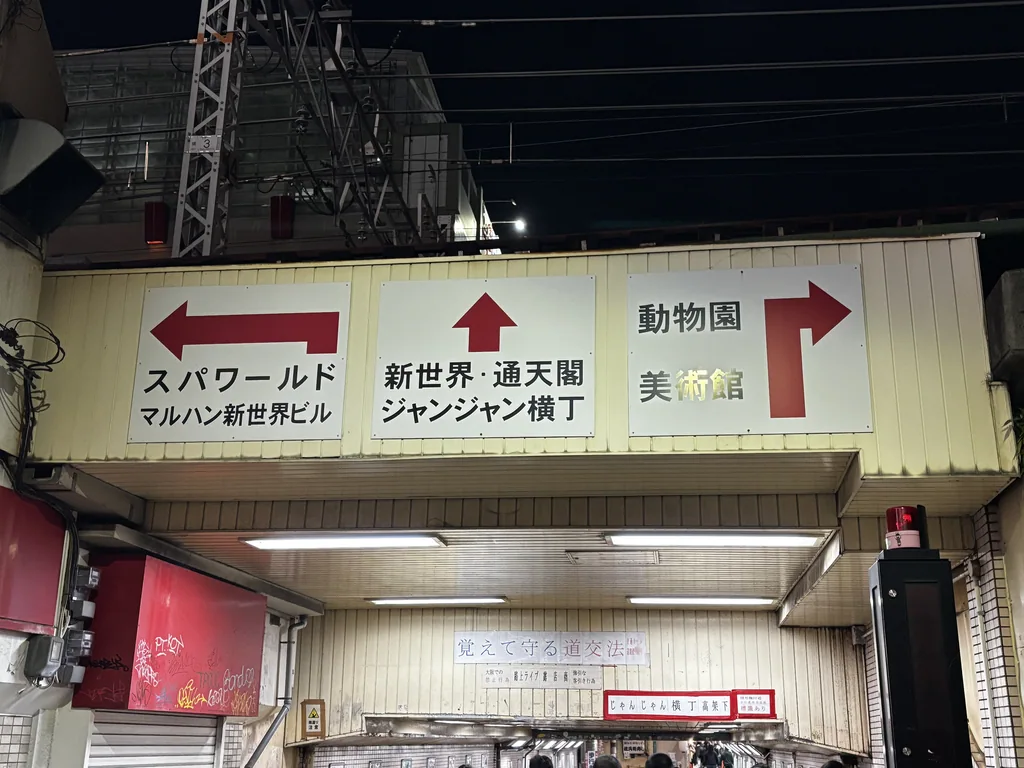 3
スパワールド
マルハン新世界ビル
新世界・通天閣
ジャンジャン横丁
動物園
美術館
覚えて守る道交法
じゃんじゃん横丁高架下